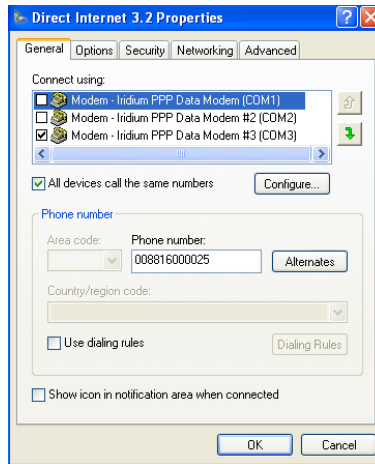 Direct Internet 3.2 Properties
General Options Security Networking Advanced
Connect using:
Modem - Iridium PPP Data Modem (COM1)
Modem - Iridium PPP Data Modem #2 (COM2)
Modem - Iridium PPP Data Modem #3 (COM3)
All devices call the same numbers Configure...
Phone number
Area code: Phone number:
008816000025 Alternates
Country/region code:
Use dialing rules Dialing Rules
Show icon in notification area when connected
OK Cancel